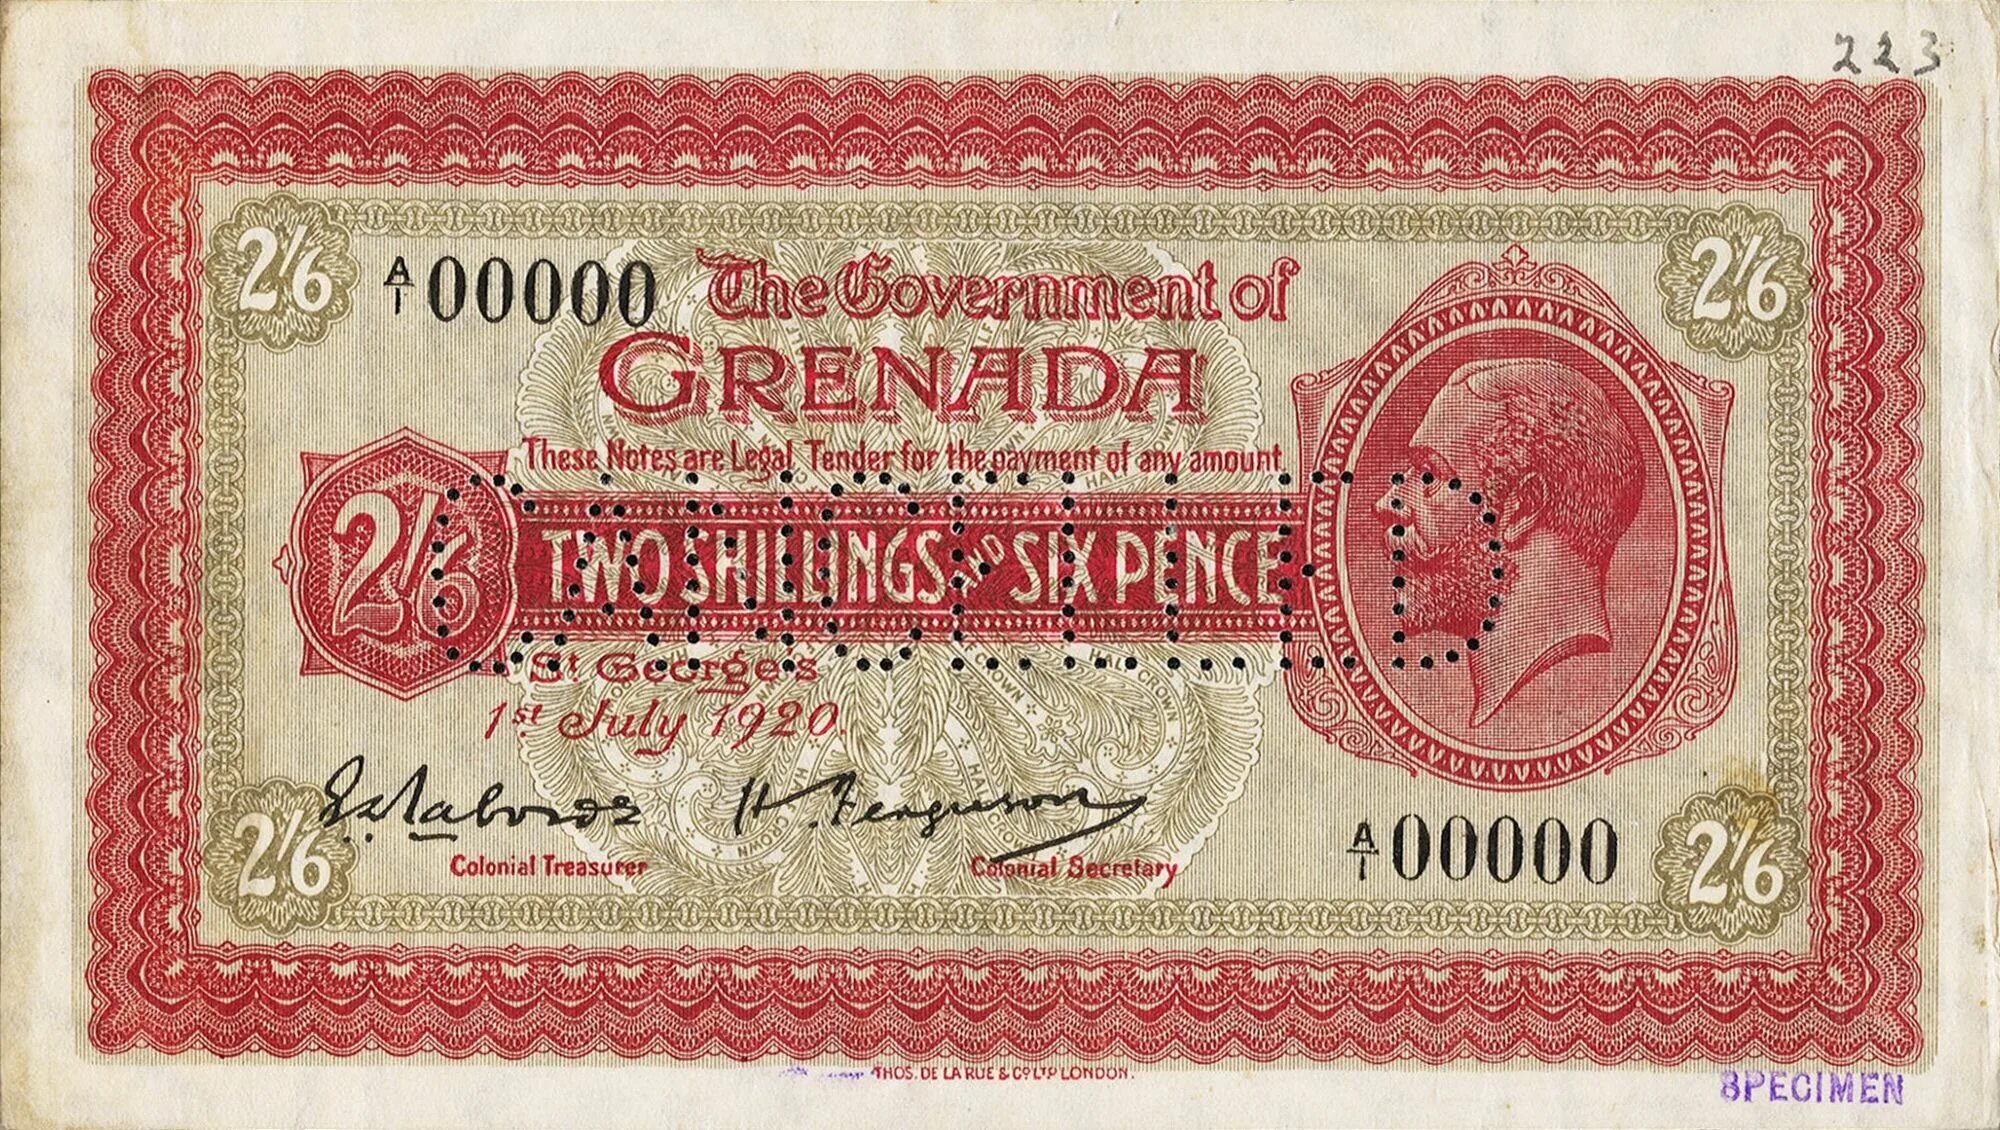 223
2/6
A/1 00000
The Government of
2/6
GRENADA
These Notes are Legal Tender for the payment of any amount
2/6
TWO SHILLINGS AND SIX PENCE
CANCELLED
St George's
1st July 1920.
H. Ferguson
Colonial Treasurer
Colonial Secretary
2/6
A/1 00000
2/6
THOS. DE LA RUE & CO LTD LONDON.
SPECIMEN